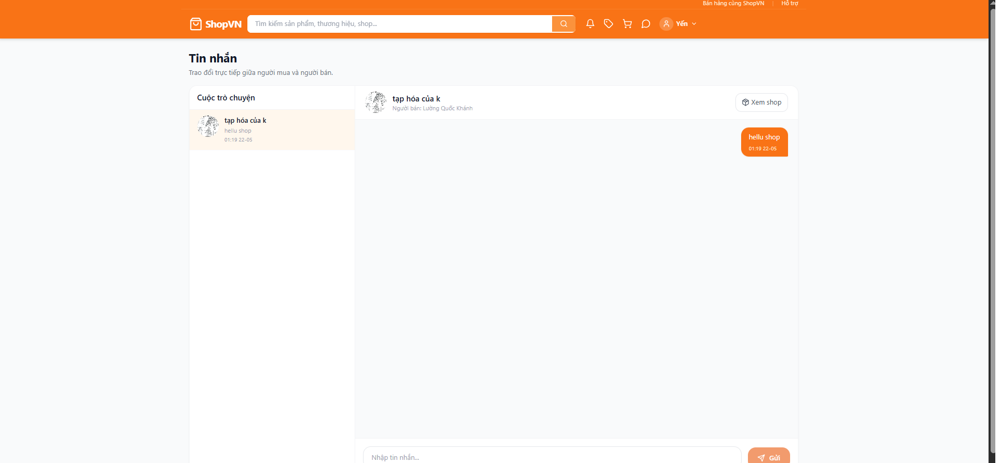 Bán hàng cùng ShopVN | Hỗ trợ
ShopVN
Tìm kiếm sản phẩm, thương hiệu, shop...
Yến
Tin nhắn
Trao đổi trực tiếp giữa người mua và người bán.
Cuộc trò chuyện
tạp hóa của k
hellu shop
01:19 22-05
tạp hóa của k
Người bán: Lường Quốc Khánh
Xem shop
hellu shop
01:19 22-05
Nhập tin nhắn...
Gửi